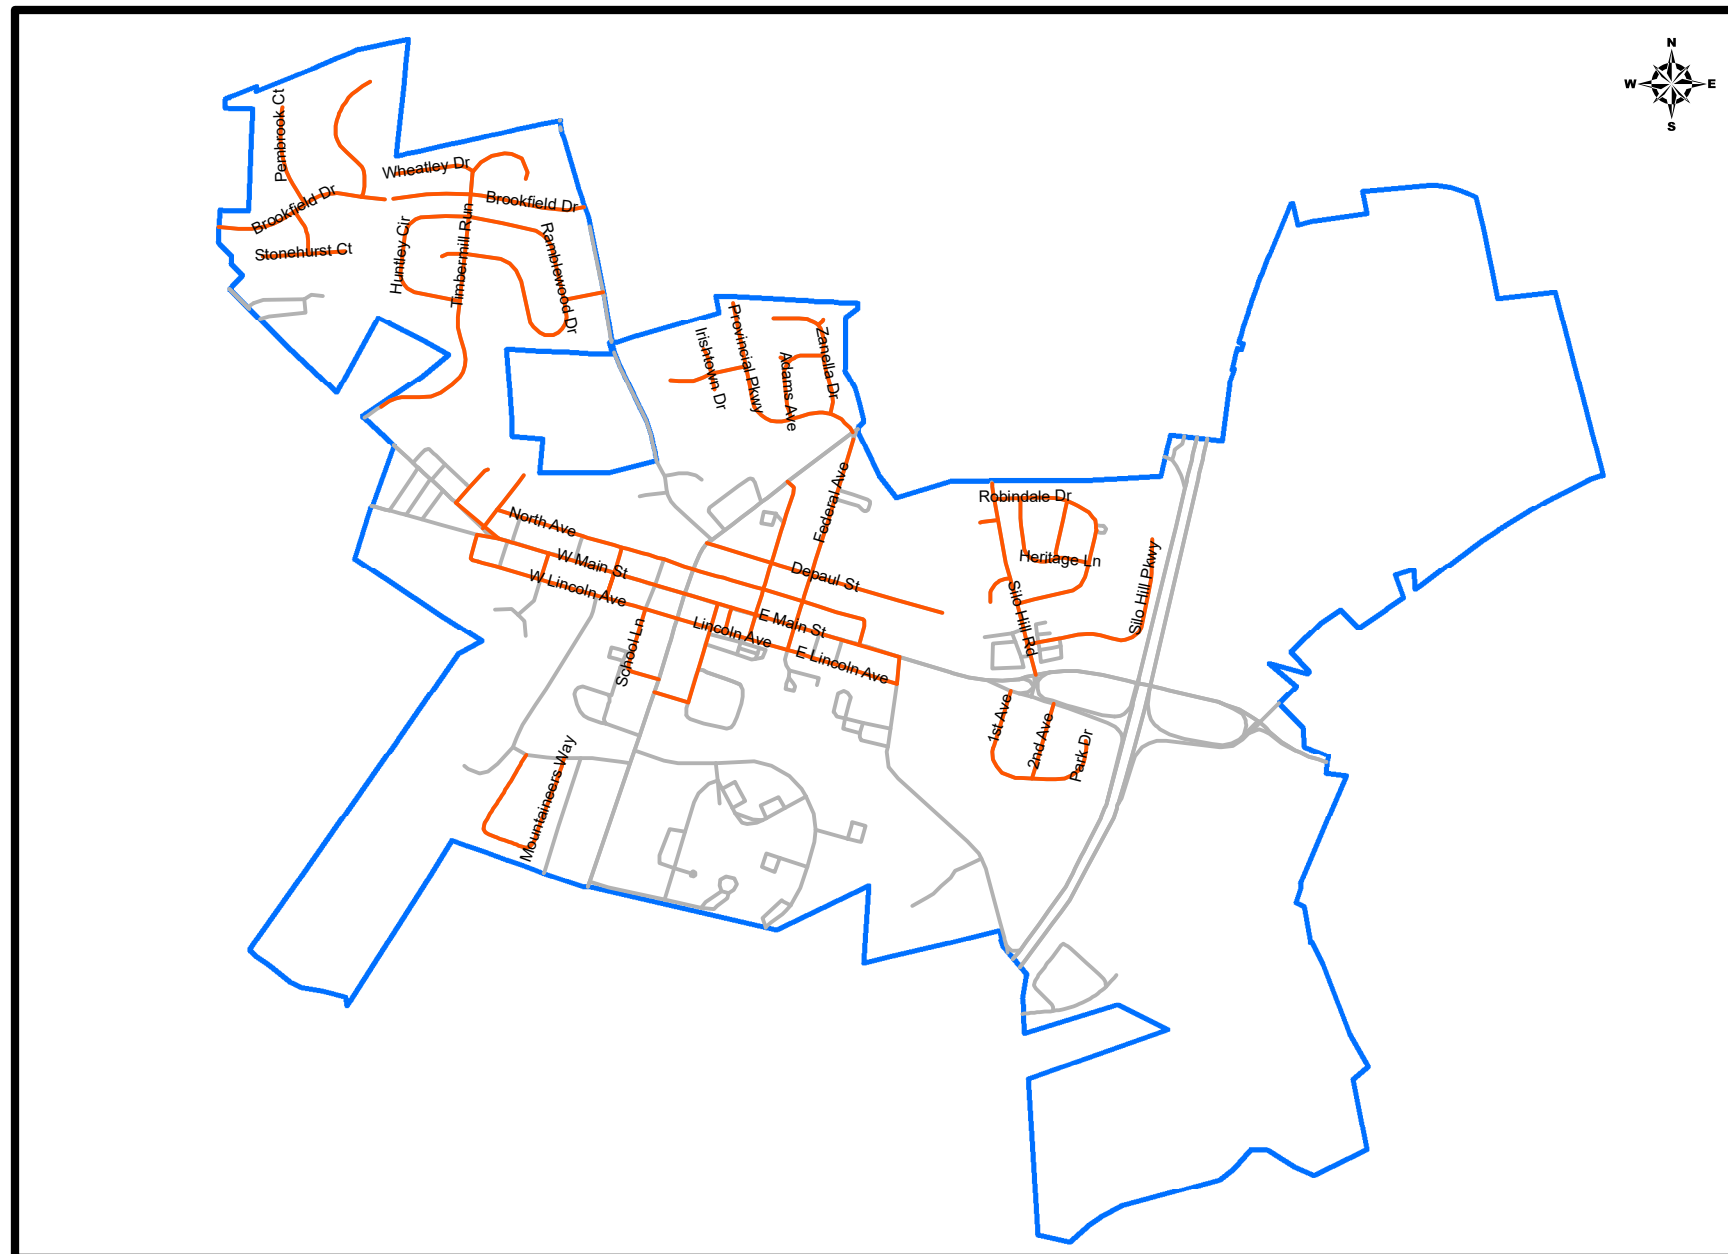 N
W
E
S
Pembrook Ct
Wheatley Dr
Brookfield Dr
Brookfield Dr
Stonehurst Ct
Huntley Cir
Timbermill Run
Ramblewood Dr
Irishtown Dr
Provincial Pkwy
Adams Ave
Zanella Dr
Federal Ave
North Ave
W Main St
W Lincoln Ave
Depaul St
E Main St
Lincoln Ave
E Lincoln Ave
School Ln
Robindale Dr
Heritage Ln
Silo Hill Rd
Silo Hill Pkwy
1st Ave
2nd Ave
Park Dr
Mountaineers Way